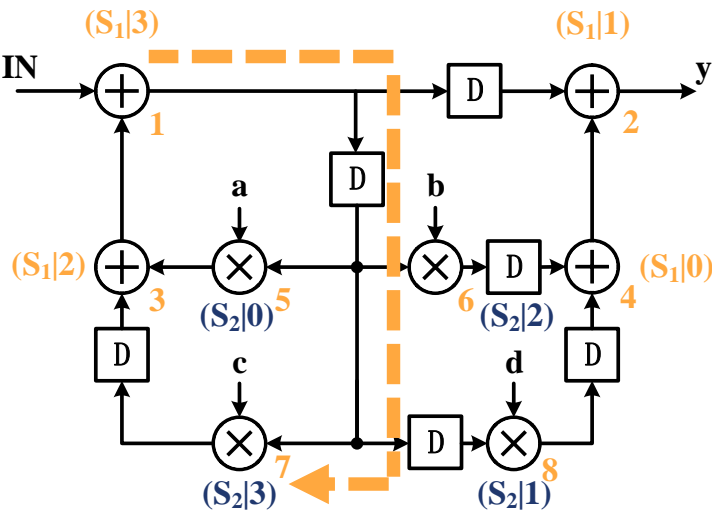 (S₁|3) (S₁|1)
IN D y
1 2
D
a b
(S₁|2) D (S₁|0)
3 5 6 4
(S₂|0) (S₂|2)
D D
c d
D
7 8
(S₂|3) (S₂|1)